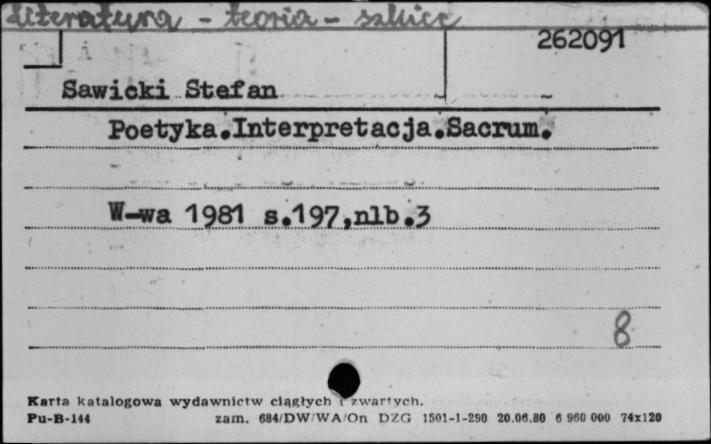 Literatura - teoria - szkice
262091
Sawicki Stefan
Poetyka.Interpretacja.Sacrum.
W-wa 1981 s.197,nlb.3
8
Karta katalogowa wydawnictw ciągłych i zwartych.
Pu-B-144 zam. 684/DW/WA/On DZG 1501-1-290 20.06.80 6 960 000 74x120